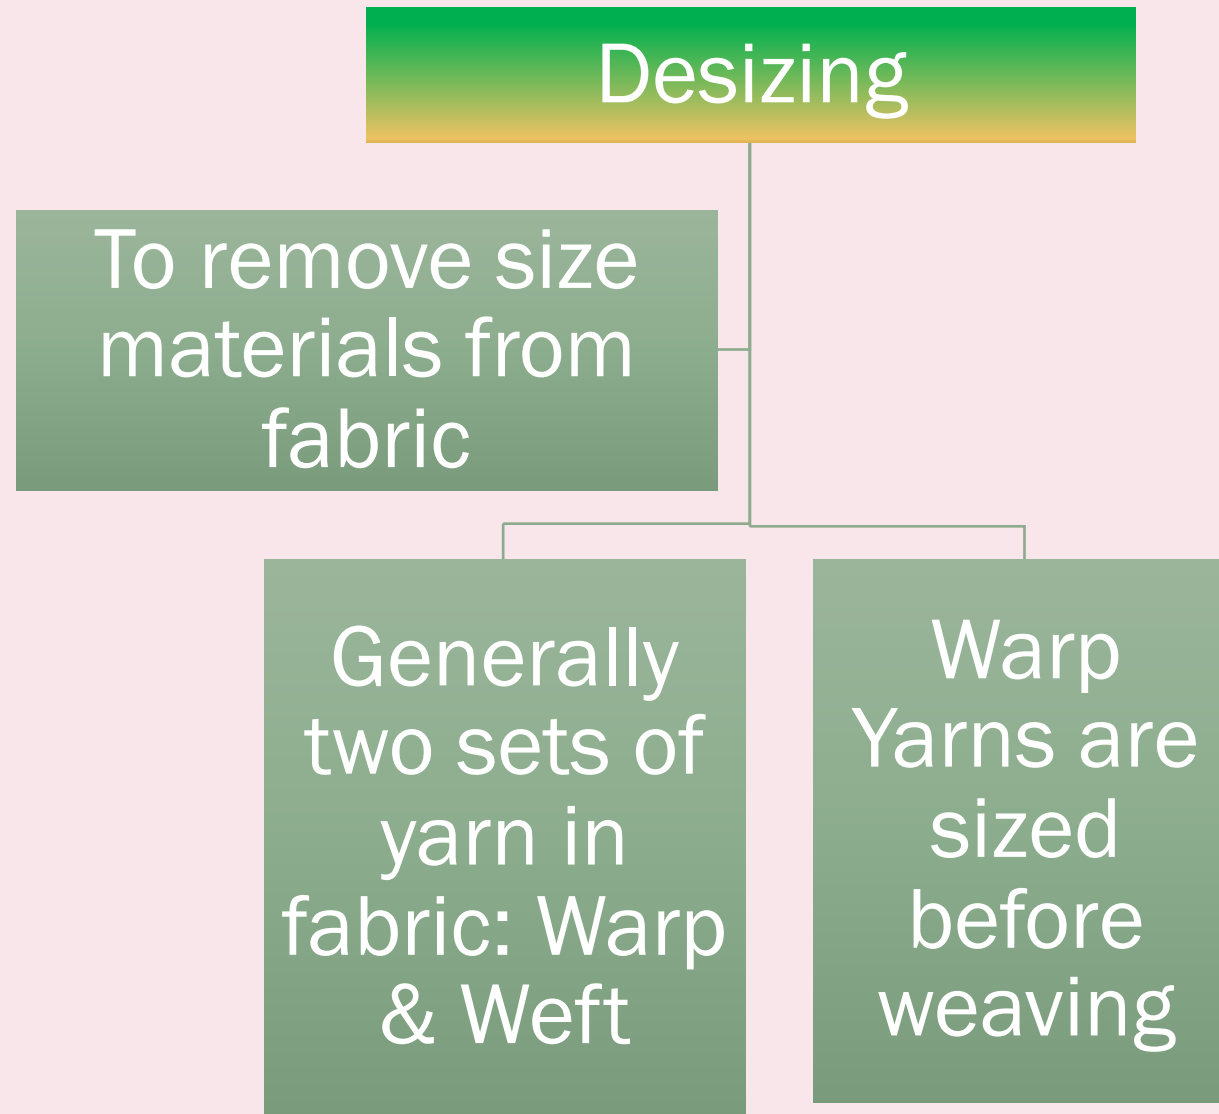 Desizing
To remove size
materials from
fabric
Generally
two sets of
yarn in
fabric: Warp
& Weft
Warp
Yarns are
sized
before
weaving